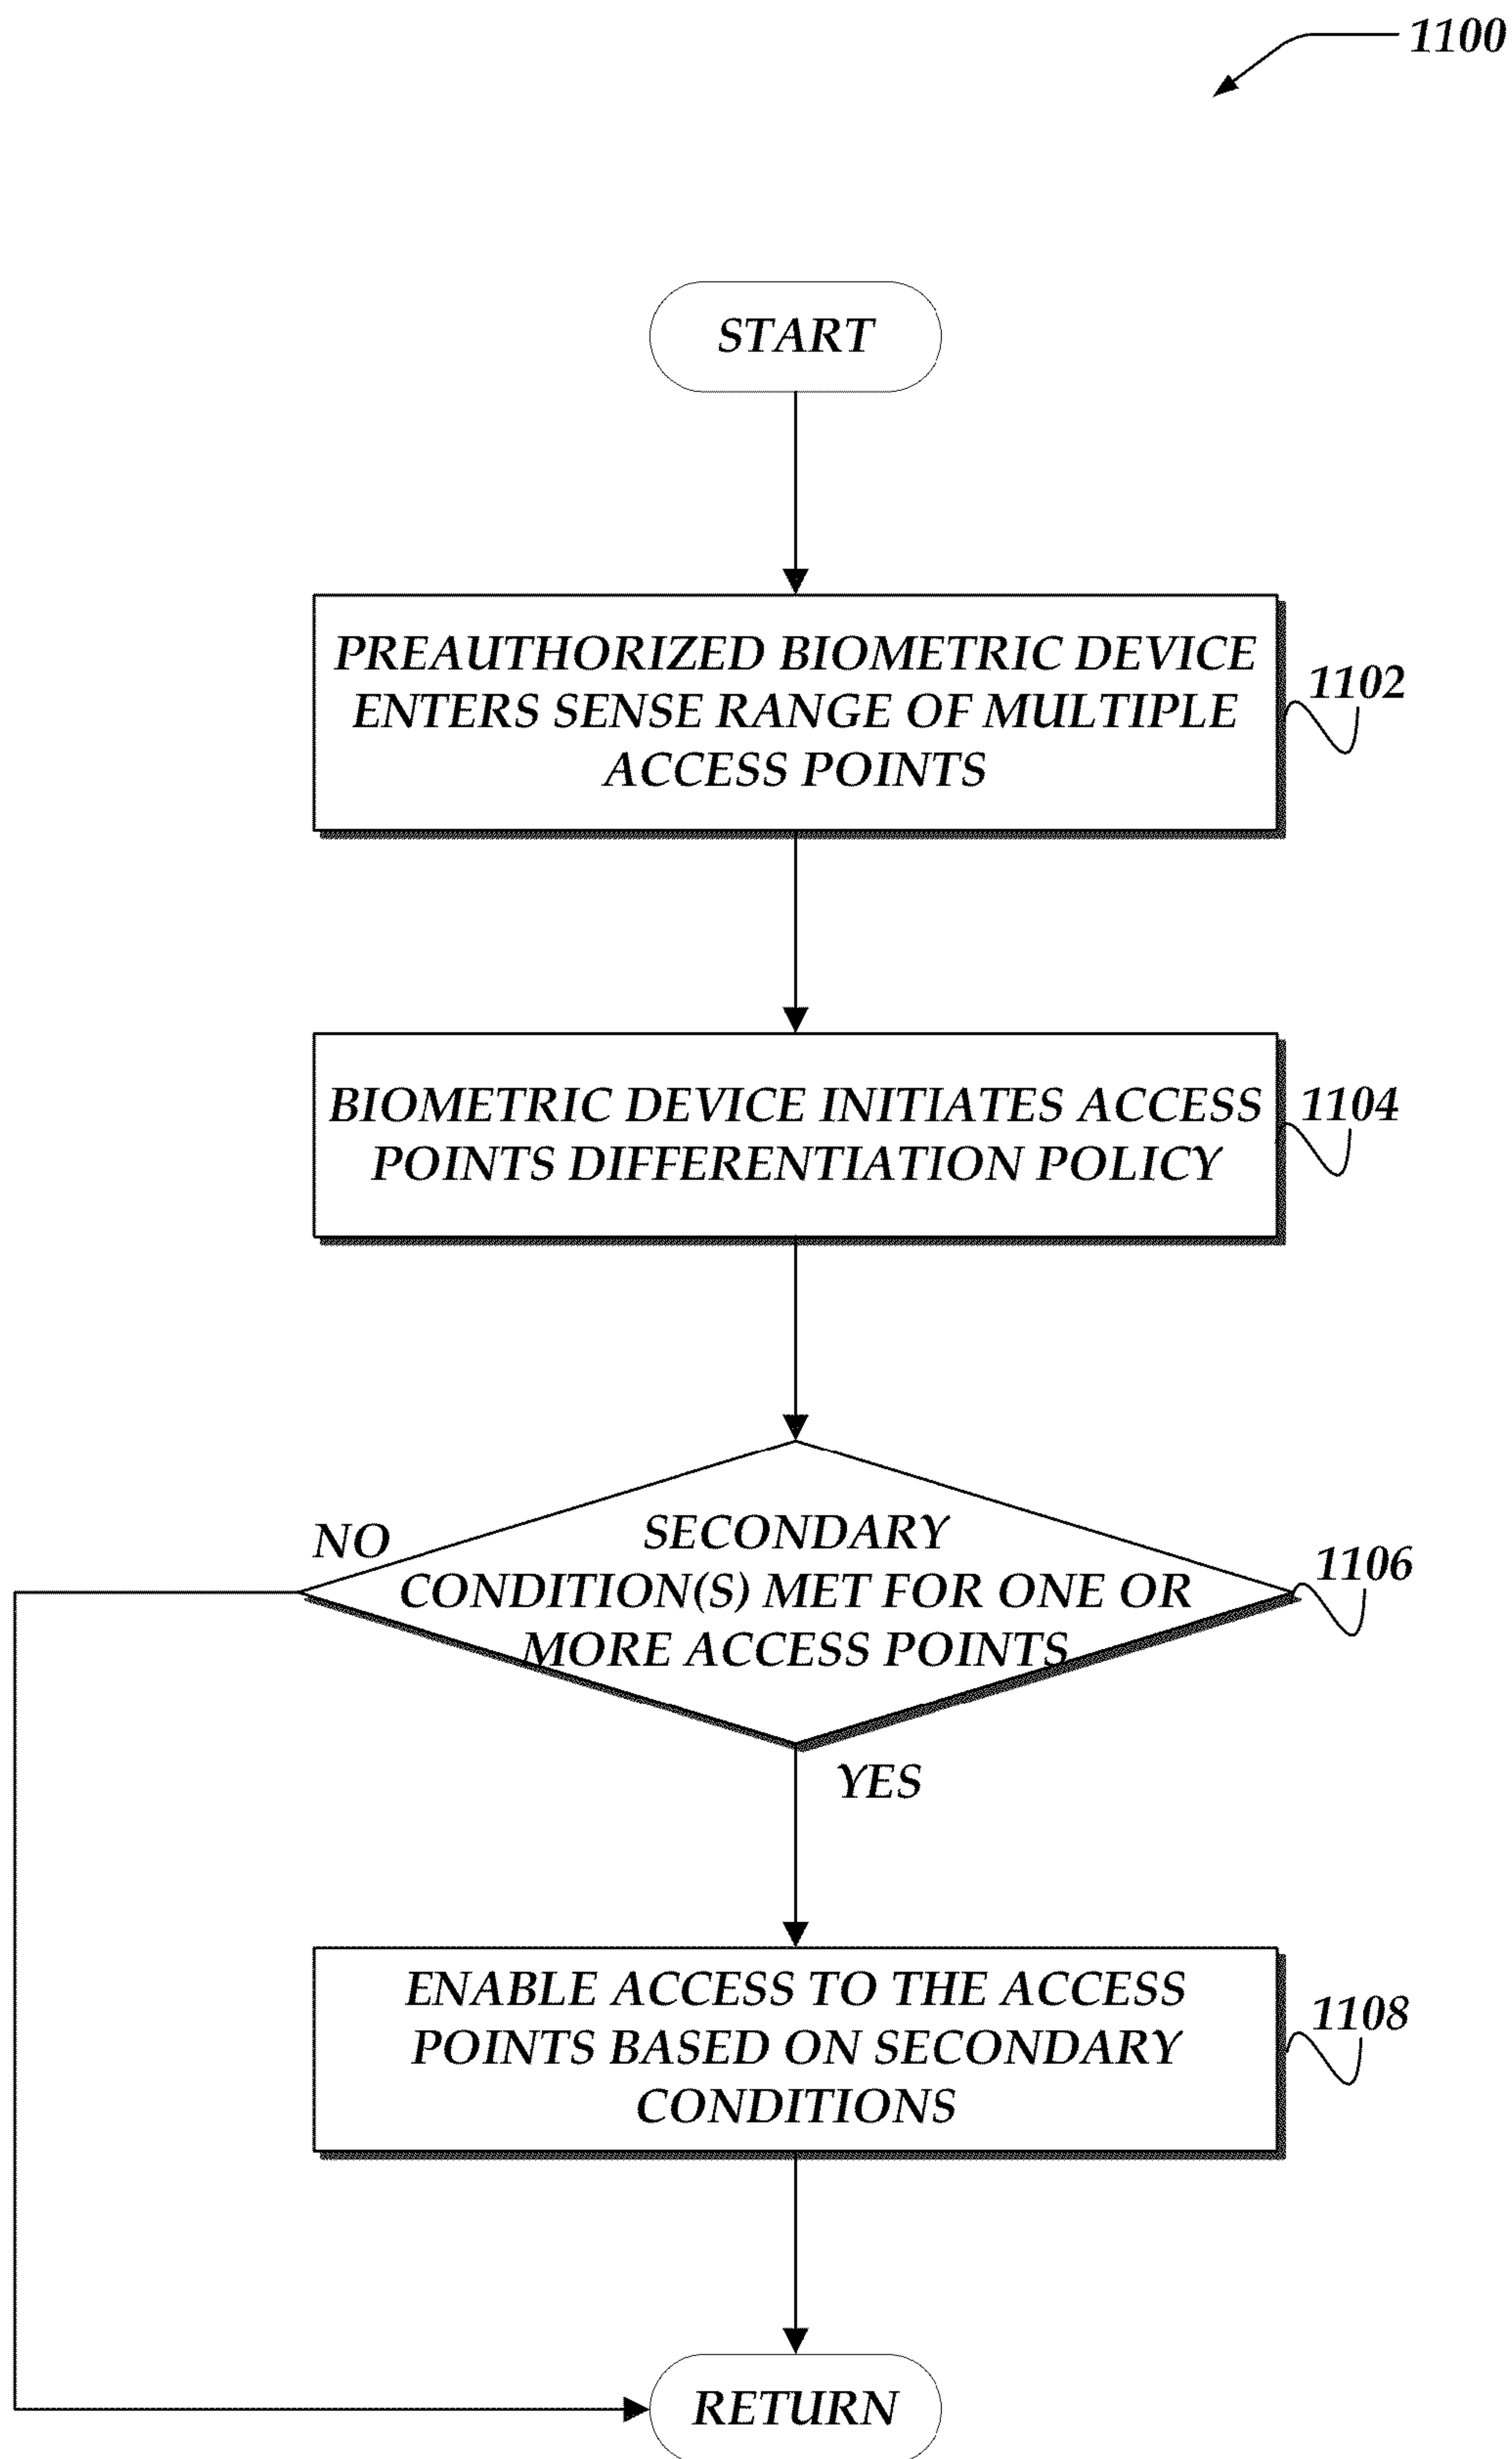 1100
START
PREAUTHORIZED BIOMETRIC DEVICE
ENTERS SENSE RANGE OF MULTIPLE
ACCESS POINTS
1102
BIOMETRIC DEVICE INITIATES ACCESS
POINTS DIFFERENTIATION POLICY
1104
SECONDARY
CONDITION(S) MET FOR ONE OR
MORE ACCESS POINTS
1106
NO
YES
ENABLE ACCESS TO THE ACCESS
POINTS BASED ON SECONDARY
CONDITIONS
1108
RETURN